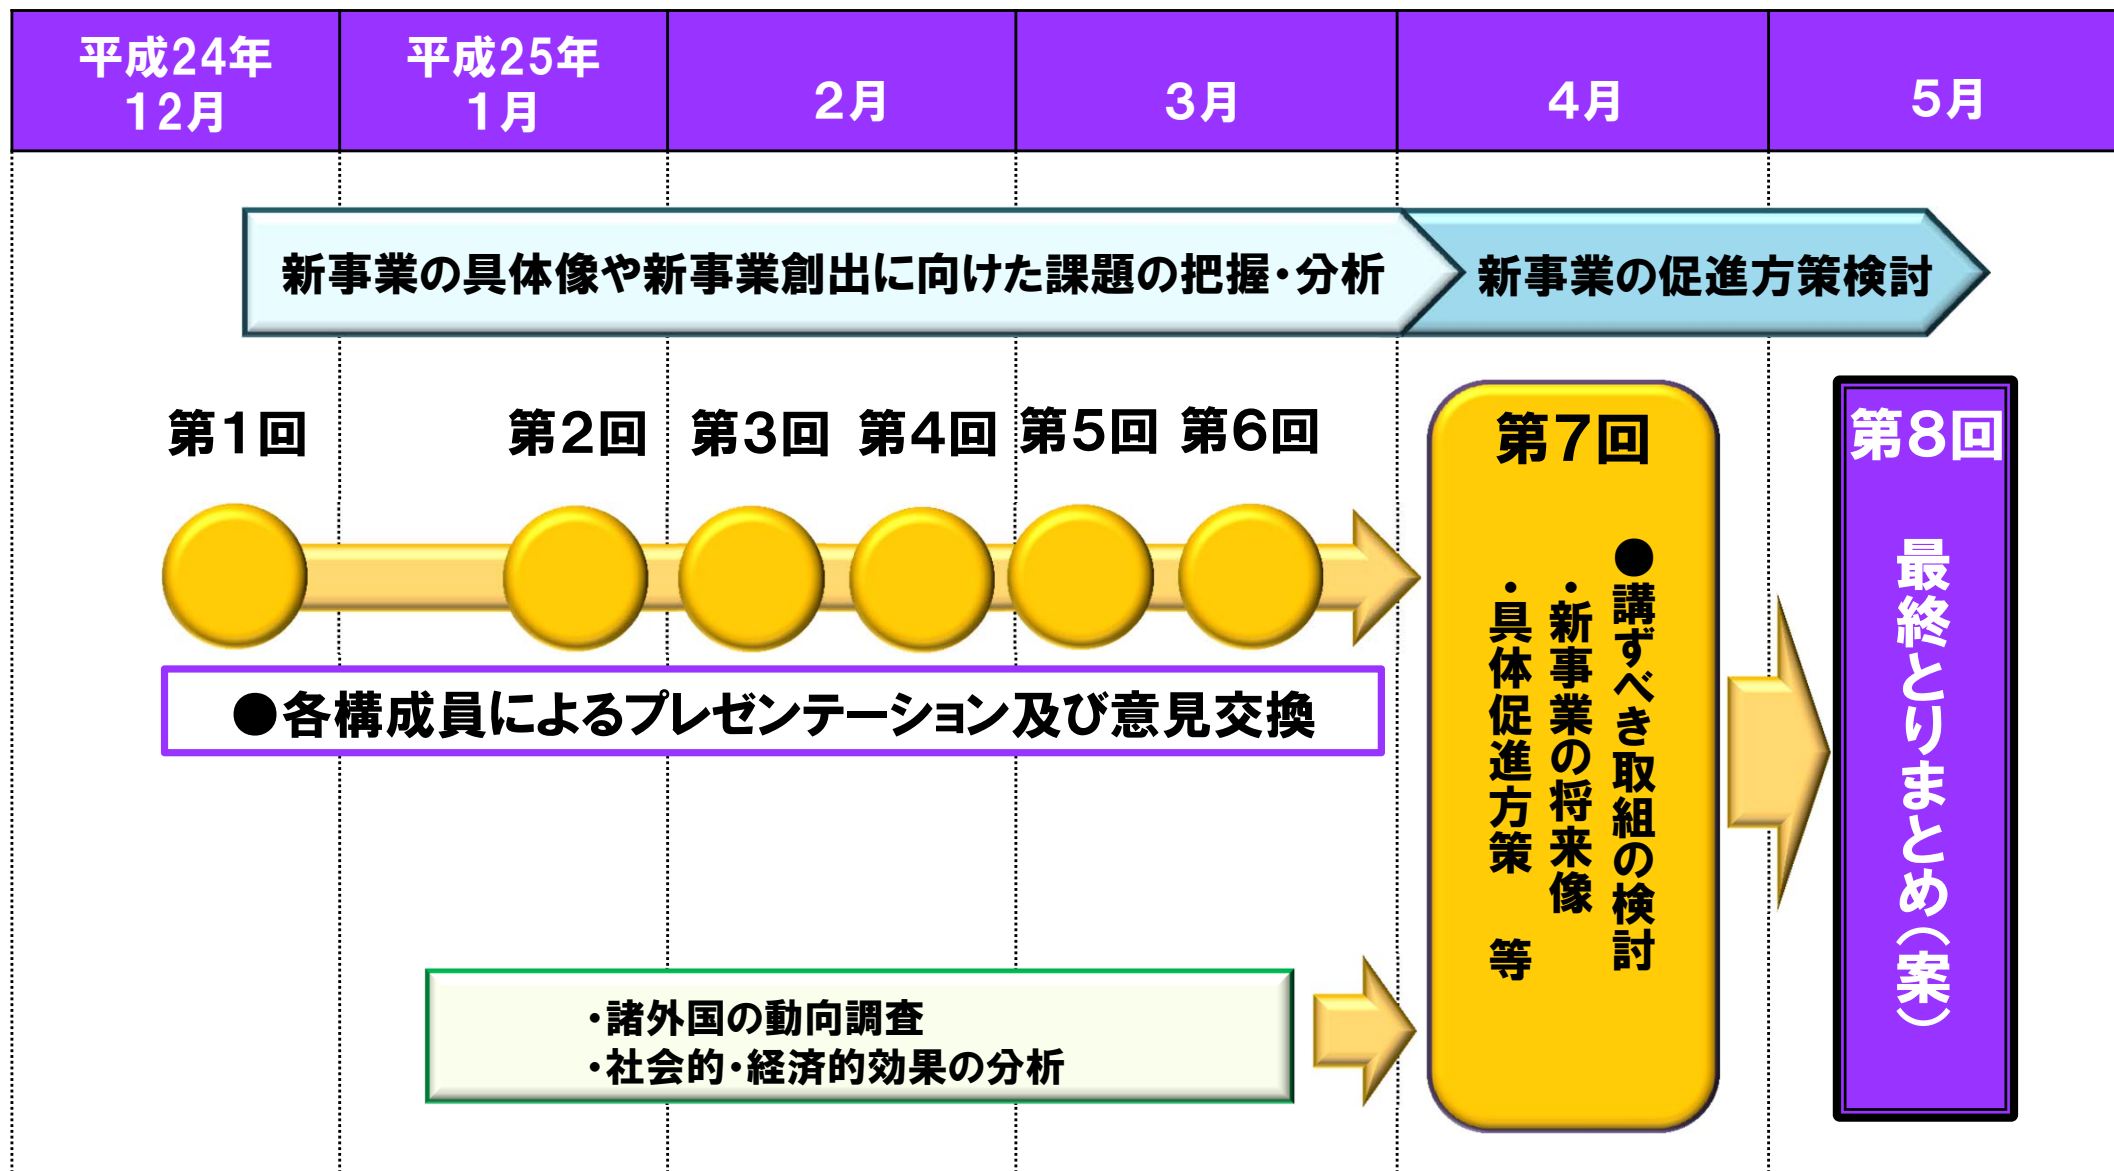 平成24年
12月
平成25年
1月
2月
3月
4月
5月
新事業の具体像や新事業創出に向けた課題の把握・分析
新事業の促進方策検討
第1回
第2回
第3回
第4回
第5回
第6回
●各構成員によるプレゼンテーション及び意見交換
・諸外国の動向調査
・社会的・経済的効果の分析
第7回
●講ずべき取組の検討
・新事業の将来像
・具体促進方策 等
第8回
最終とりまとめ(案)